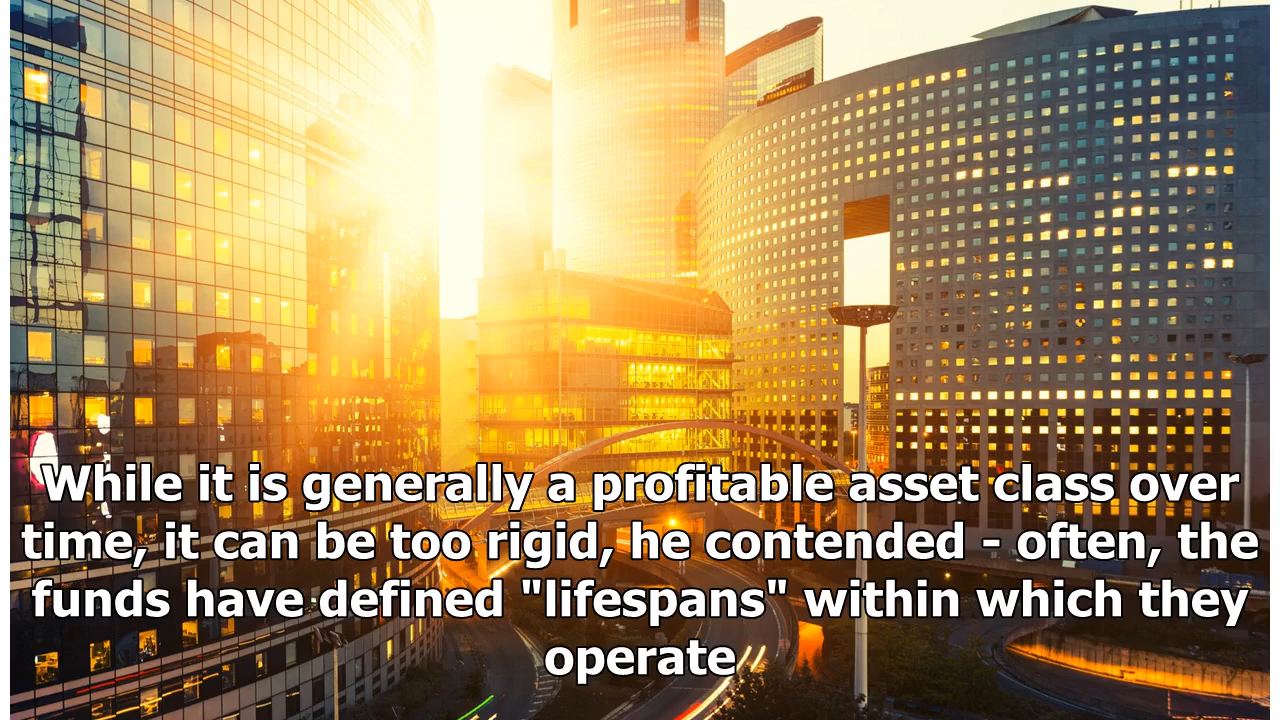 While it is generally a profitable asset class over
time, it can be too rigid, he contended - often, the
funds have defined "lifespans" within which they
operate